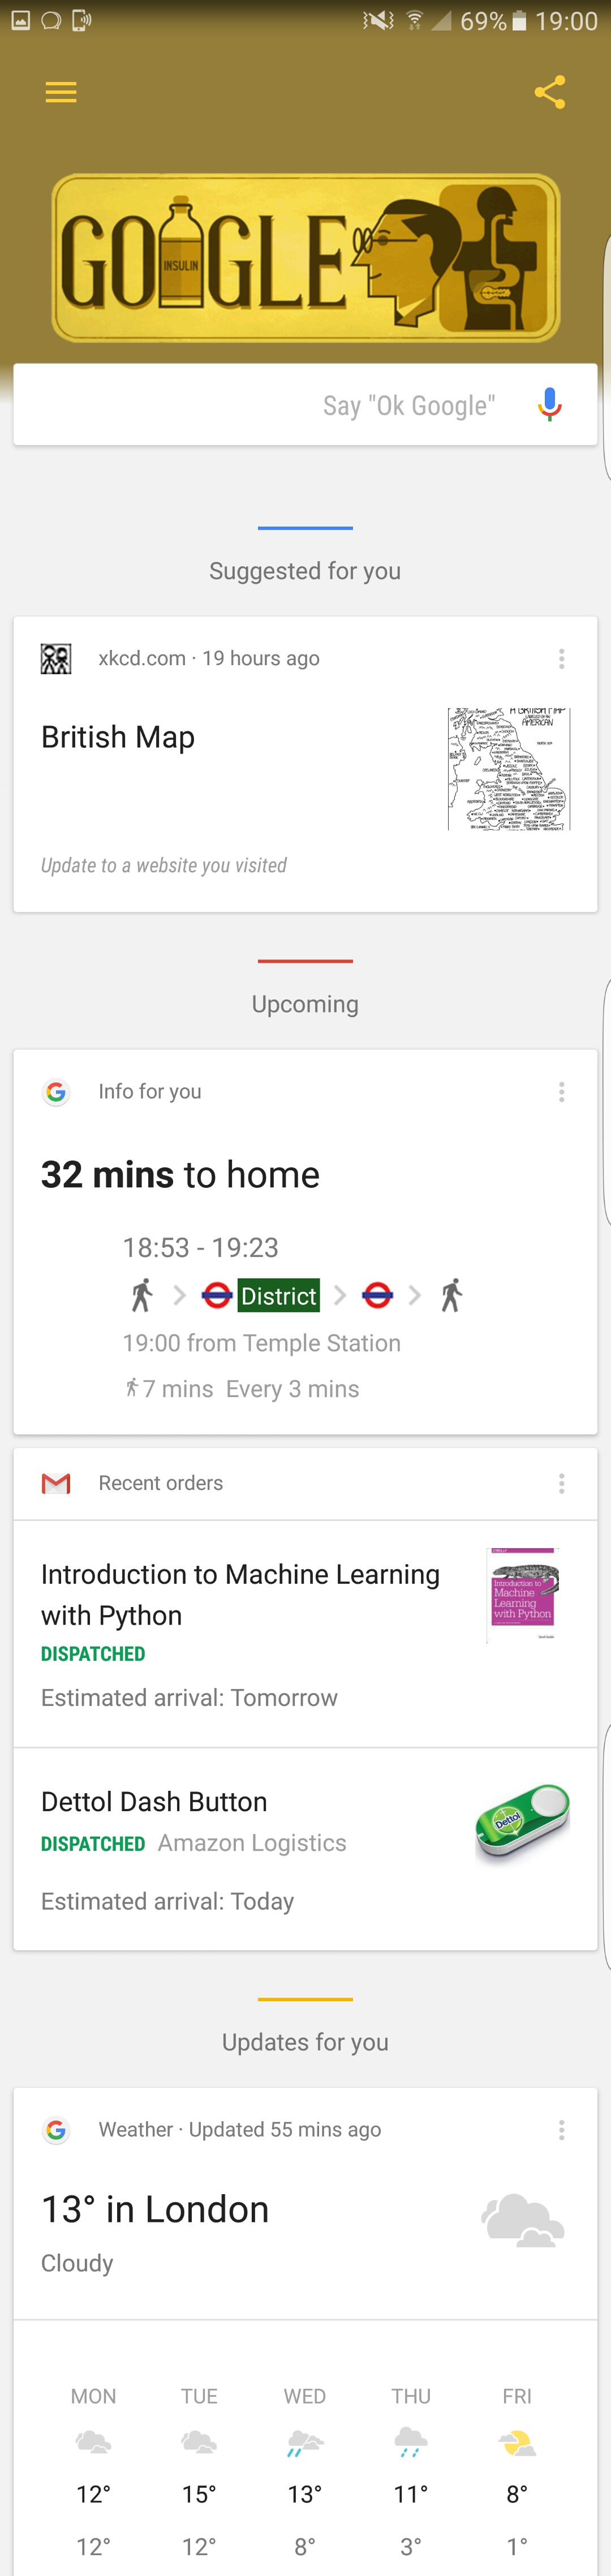 69% 19:00
GOOGLE
INSULIN
Say "Ok Google"
Suggested for you
xkcd.com · 19 hours ago
British Map
A BRITISH MAP
AMERICAN
Update to a website you visited
Upcoming
Info for you
32 mins to home
18:53 - 19:23
District
19:00 from Temple Station
7 mins Every 3 mins
Recent orders
Introduction to Machine Learning
with Python
DISPATCHED
Estimated arrival: Tomorrow
Introduction to
Machine
Learning
with Python
Dettol Dash Button
DISPATCHED Amazon Logistics
Estimated arrival: Today
Dettol
Updates for you
Weather · Updated 55 mins ago
13° in London
Cloudy
MON TUE WED THU FRI
12° 15° 13° 11° 8°
12° 12° 8° 3° 1°